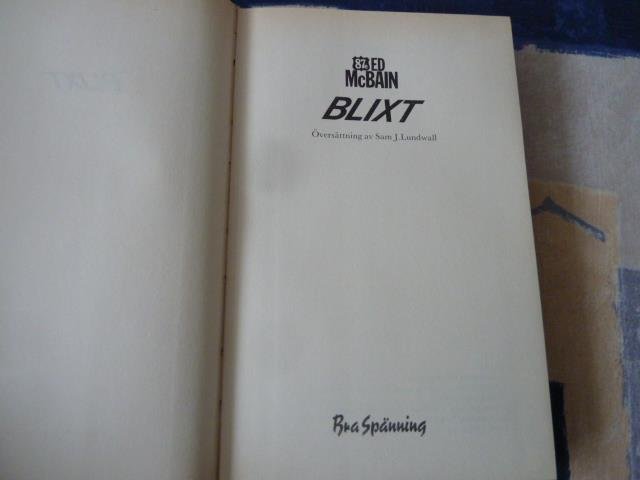 87 ED
McBAIN
BLIXT
Översättning av Sam J. Lundwall
Bra Spänning